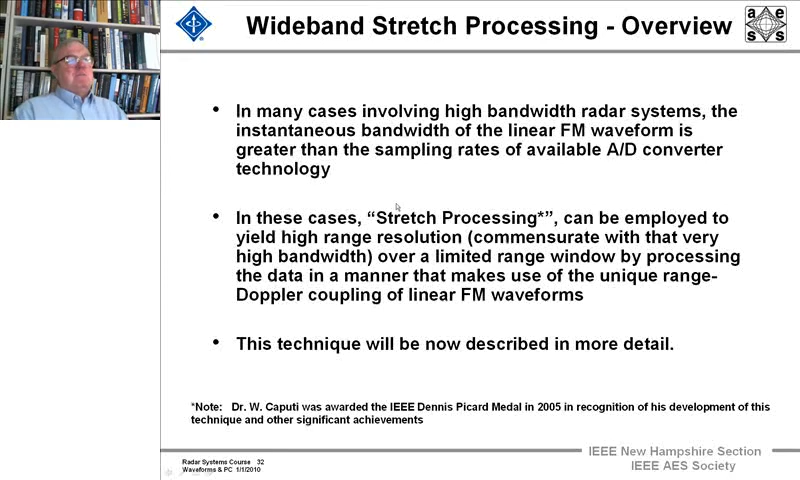 Wideband Stretch Processing - Overview
a e
s s
• In many cases involving high bandwidth radar systems, the
instantaneous bandwidth of the linear FM waveform is
greater than the sampling rates of available A/D converter
technology
• In these cases, “Stretch Processing*”, can be employed to
yield high range resolution (commensurate with that very
high bandwidth) over a limited range window by processing
the data in a manner that makes use of the unique range-
Doppler coupling of linear FM waveforms
• This technique will be now described in more detail.
*Note: Dr. W. Caputi was awarded the IEEE Dennis Picard Medal in 2005 in recognition of his development of this
technique and other significant achievements
Radar Systems Course 32
Waveforms & PC 1/1/2010
IEEE New Hampshire Section
IEEE AES Society